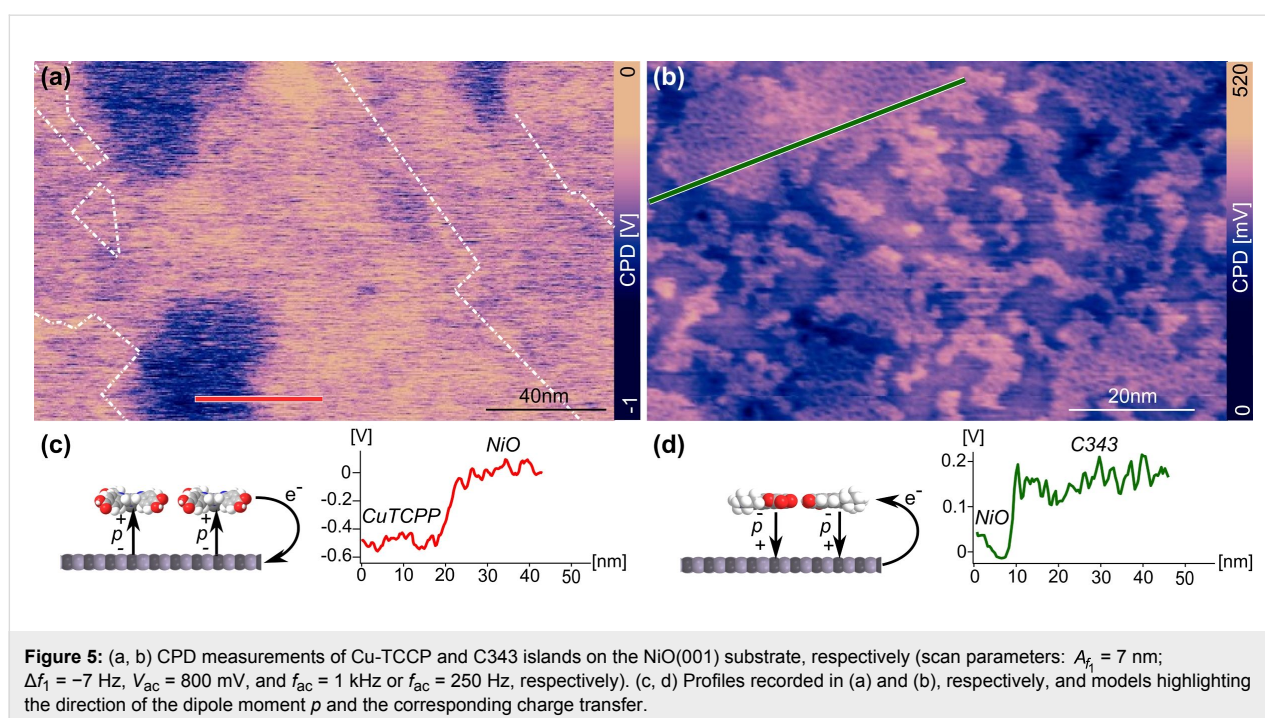 (a)
0
CPD [V]
-1
40nm
(b)
520
CPD [mV]
0
20nm
(c)
e-
+ +
p p
- -
[V]
NiO
0
-0.2
CuTCPP
-0.4
-0.6
0 10 20 30 40 50 [nm]
(d)
e-
- -
p p
+ +
[V]
C343
0.2
0.1
NiO
0
0 10 20 30 40 50 [nm]
Figure 5: (a, b) CPD measurements of Cu-TCCP and C343 islands on the NiO(001) substrate, respectively (scan parameters: Af1 = 7 nm;
Δf1 = −7 Hz, Vac = 800 mV, and fac = 1 kHz or fac = 250 Hz, respectively). (c, d) Profiles recorded in (a) and (b), respectively, and models highlighting
the direction of the dipole moment p and the corresponding charge transfer.